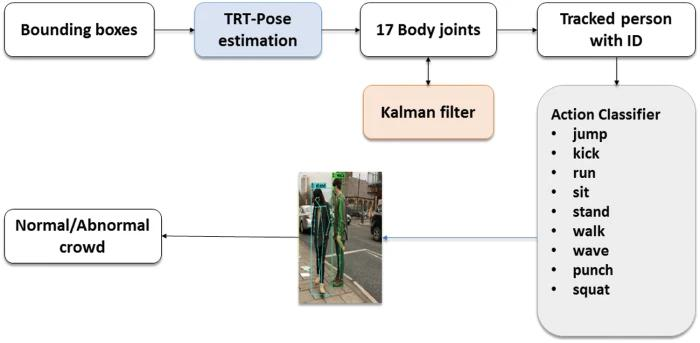 Bounding boxes
TRT-Pose
estimation
17 Body joints
Tracked person
with ID
Kalman filter
Action Classifier
• jump
• kick
• run
• sit
• stand
• walk
• wave
• punch
• squat
Normal/Abnormal
crowd